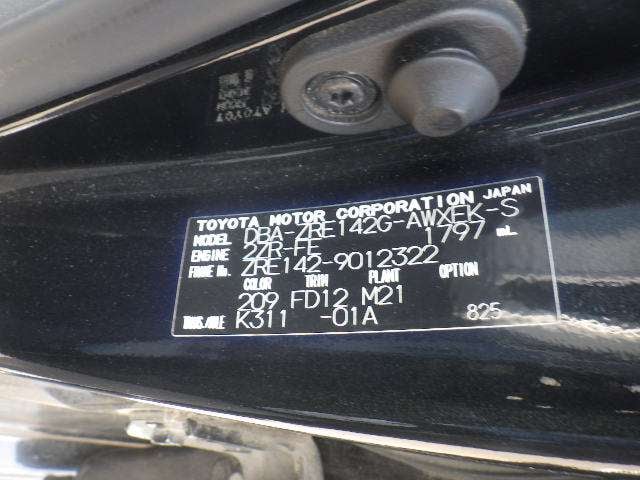 TOYOTA MOTOR CORPORATION JAPAN
MODEL DBA-ZRE142G-AWXEK-S
ENGINE 2ZR-FE 1797 mL
FRAME No. ZRE142-9012322
COLOR TRIM PLANT OPTION
209 FD12 M21
TRNS./AXLE K311 -01A 825